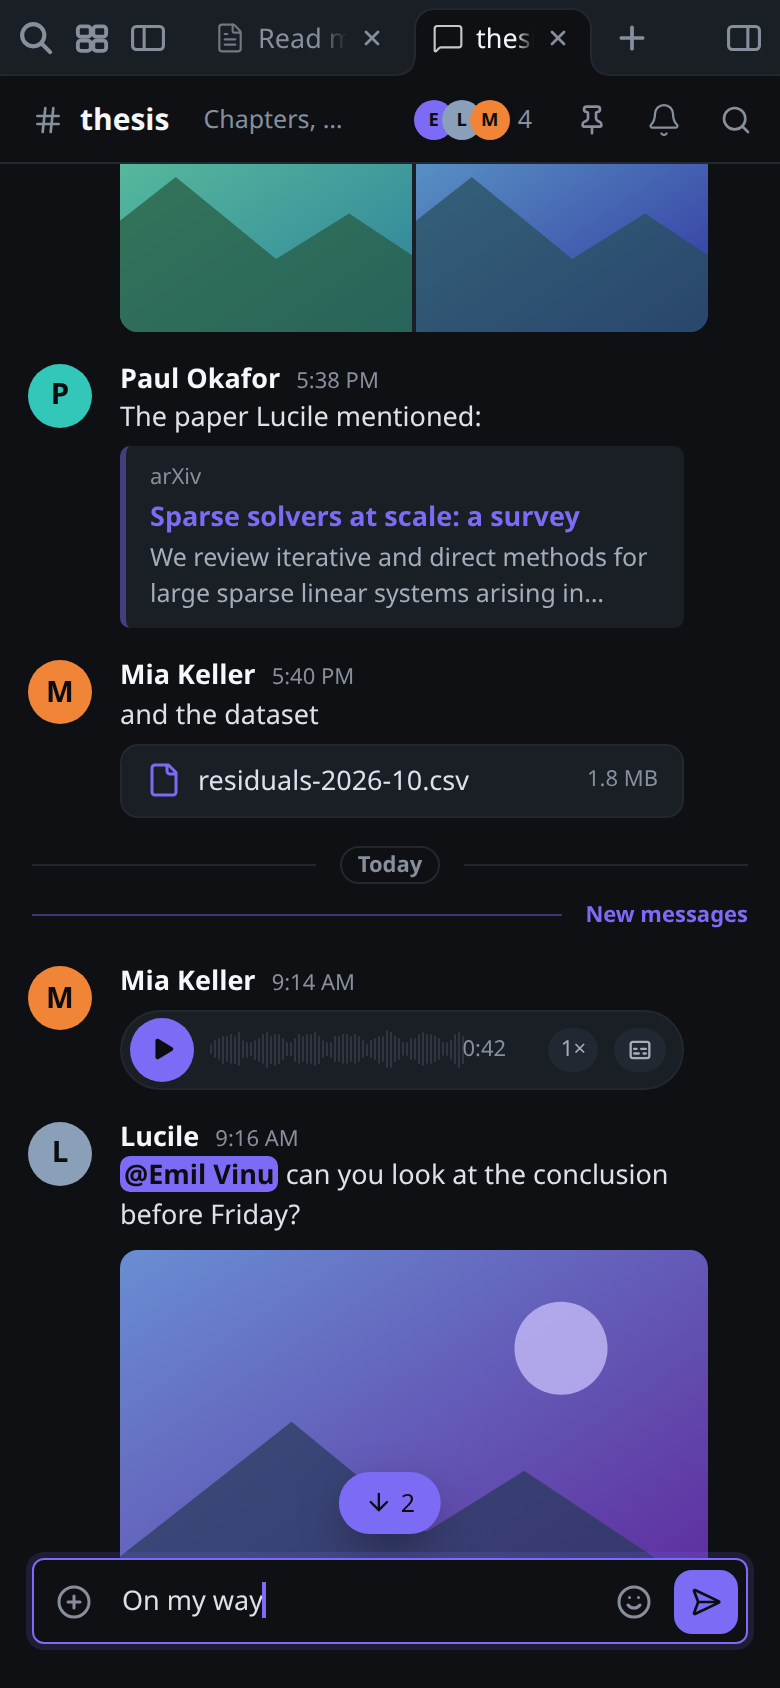 Read m
thes
# thesis Chapters, ... E L M 4
P Paul Okafor 5:38 PM
The paper Lucile mentioned:
arXiv
Sparse solvers at scale: a survey
We review iterative and direct methods for
large sparse linear systems arising in...
M Mia Keller 5:40 PM
and the dataset
residuals-2026-10.csv 1.8 MB
Today
New messages
M Mia Keller 9:14 AM
0:42 1×
L Lucile 9:16 AM
@Emil Vinu can you look at the conclusion
before Friday?
2
On my way